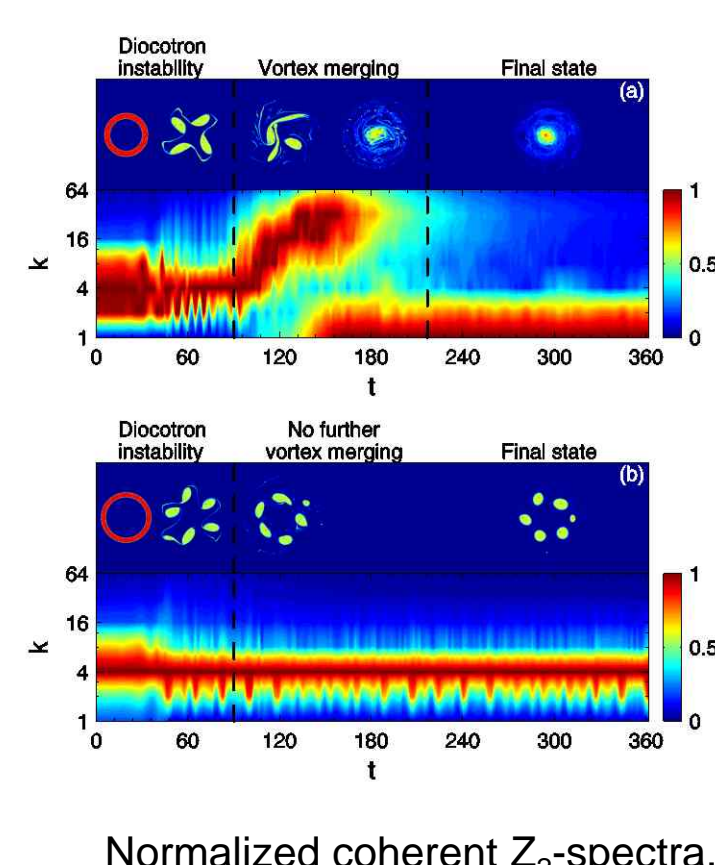 Diocotron
instability
Vortex merging
Final state
(a)
64
16
4
1
k
0 60 120 180 240 300 360
t
1
0.5
0
Diocotron
instability
No further
vortex merging
Final state
(b)
64
16
4
1
k
0 60 120 180 240 300 360
t
1
0.5
0
Normalized coherent Z₂-spectra.